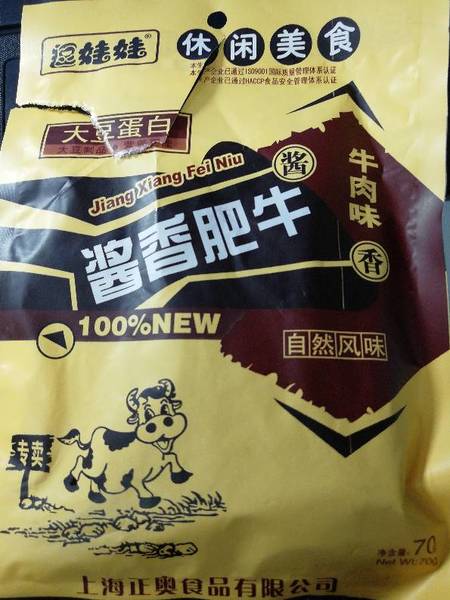 逗娃娃®
休闲美食
本生产企业已通过ISO9001国际质量管理体系认证
本生产企业已通过HACCP食品安全管理体系认证
大豆蛋白
大豆制品
Jiang Xiang Fei Niu
酱香肥牛
酱香
牛肉味
100%NEW
自然风味
专卖
净含量: 70
Net Wt:70g
上海正奥食品有限公司